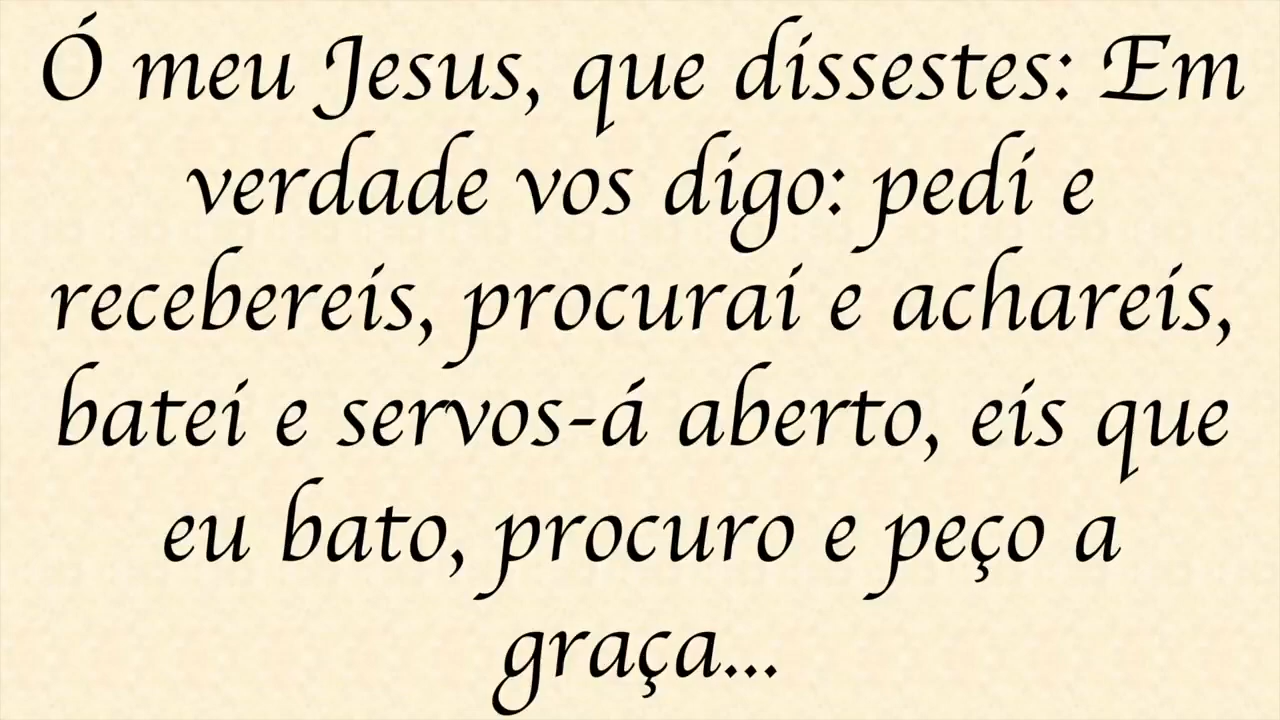 Ó meu Jesus, que dissestes: Em
verdade vos digo: pedi e
recebereis, procurai e achareis,
batei e servos-á aberto, eis que
eu bato, procuro e peço a
graça...